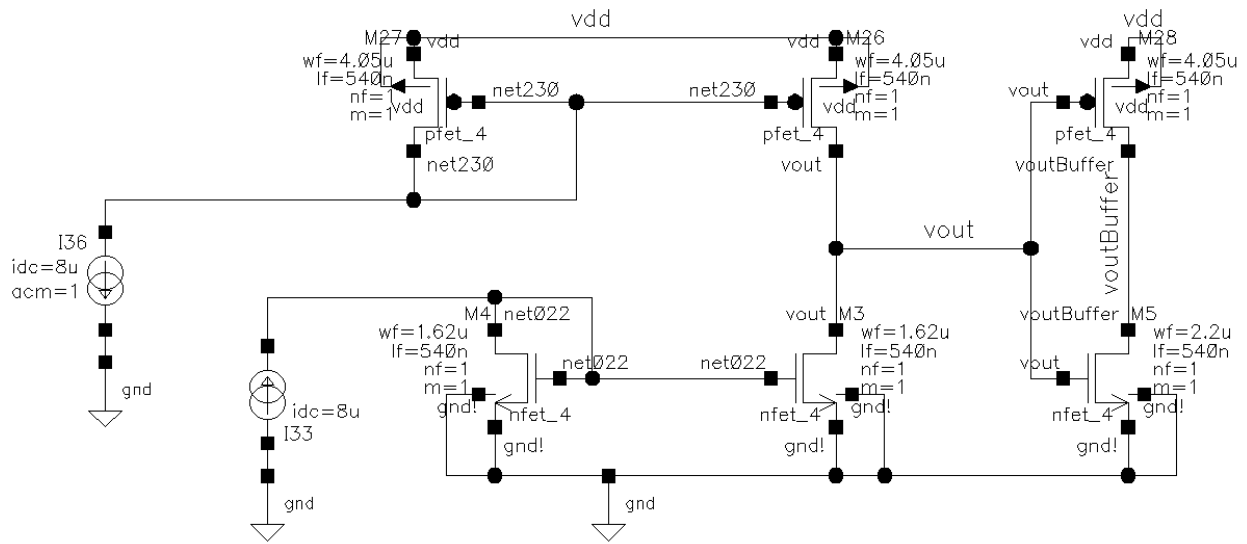 vdd
vdd
M27
vdd
wf=4.05u
lf=540n
nf=1
m=1
vdd
net230
pfet_4
net230
vdd
M26
wf=4.05u
lf=540n
nf=1
m=1
vdd
net230
pfet_4
vout
vdd
M28
wf=4.05u
lf=540n
nf=1
m=1
vdd
vout
pfet_4
voutBuffer
voutBuffer
vout
I36
idc=8u
acm=1
gnd
idc=8u
I33
gnd
M4
net022
wf=1.62u
lf=540n
nf=1
m=1
gnd!
net022
nfet_4
gnd!
vout
M3
wf=1.62u
lf=540n
nf=1
m=1
gnd!
net022
nfet_4
gnd!
voutBuffer
M5
wf=2.2u
lf=540n
nf=1
m=1
gnd!
vout
nfet_4
gnd!
gnd